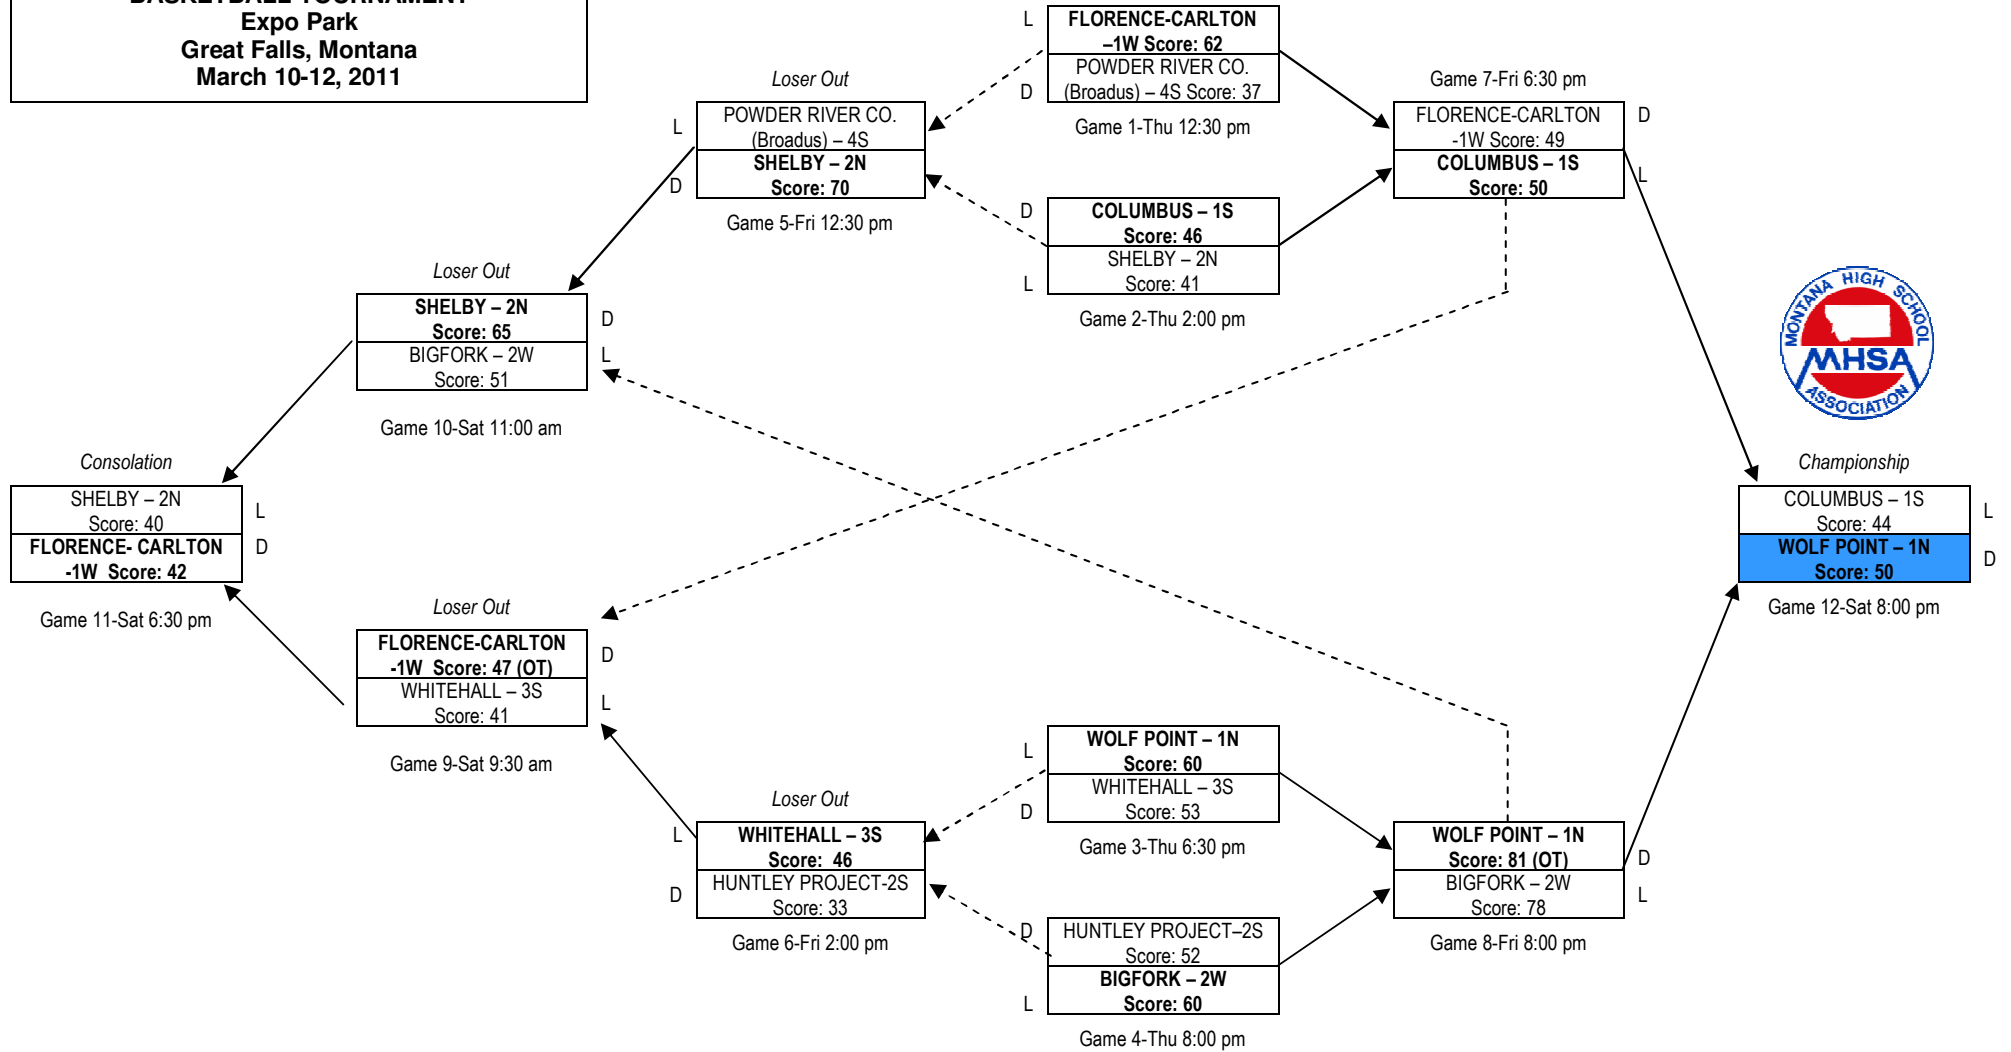 BASKETBALL TOURNAMENT
Expo Park
Great Falls, Montana
March 10-12, 2011
L
FLORENCE-CARLTON
–1W Score: 62
POWDER RIVER CO.
D
(Broadus) – 4S Score: 37
Game 1-Thu 12:30 pm
Loser Out
L
POWDER RIVER CO.
(Broadus) – 4S
SHELBY – 2N
D
Score: 70
Game 5-Fri 12:30 pm
Game 7-Fri 6:30 pm
FLORENCE-CARLTON
D
-1W Score: 49
COLUMBUS – 1S
L
Score: 50
D
COLUMBUS – 1S
Score: 46
SHELBY – 2N
L
Score: 41
Game 2-Thu 2:00 pm
Loser Out
SHELBY – 2N
D
Score: 65
BIGFORK – 2W
L
Score: 51
Game 10-Sat 11:00 am
MONTANA HIGH SCHOOL
MHSA
ASSOCIATION
Consolation
SHELBY – 2N
L
Score: 40
FLORENCE- CARLTON
D
-1W Score: 42
Game 11-Sat 6:30 pm
Championship
COLUMBUS – 1S
L
Score: 44
WOLF POINT – 1N
D
Score: 50
Game 12-Sat 8:00 pm
Loser Out
FLORENCE-CARLTON
D
-1W Score: 47 (OT)
WHITEHALL – 3S
L
Score: 41
Game 9-Sat 9:30 am
L
WOLF POINT – 1N
Score: 60
WHITEHALL – 3S
D
Score: 53
Game 3-Thu 6:30 pm
Loser Out
L
WHITEHALL – 3S
Score: 46
HUNTLEY PROJECT-2S
D
Score: 33
Game 6-Fri 2:00 pm
WOLF POINT – 1N
Score: 81 (OT)
D
BIGFORK – 2W
L
Score: 78
Game 8-Fri 8:00 pm
D
HUNTLEY PROJECT–2S
Score: 52
BIGFORK – 2W
L
Score: 60
Game 4-Thu 8:00 pm